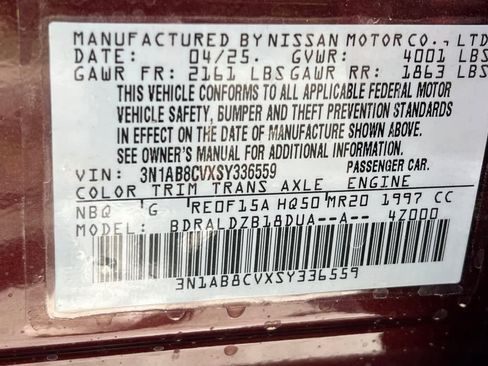 MANUFACTURED BY NISSAN MOTOR CO., LTD
DATE: 04/25. GVWR: 4001 LBS
GAWR FR: 2161 LBS GAWR RR: 1863 LBS
THIS VEHICLE CONFORMS TO ALL APPLICABLE FEDERAL MOTOR
VEHICLE SAFETY, BUMPER AND THEFT PREVENTION STANDARDS
IN EFFECT ON THE DATE OF MANUFACTURE SHOWN ABOVE.
SEE OWNER'S MANUAL FOR ADDITIONAL INFORMATION.
VIN: 3N1AB8CVXSY336559 PASSENGER CAR.
COLOR TRIM TRANS AXLE ENGINE
NBQ G RE0F15A HQ50 MR20 1997 CC
MODEL: BDRALDZB18DUA--A-- 47000
3N1AB8CVXSY336559